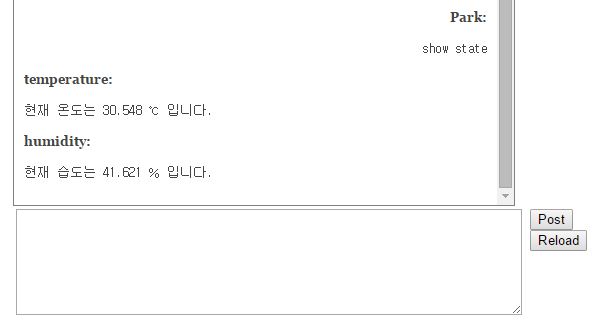 Park:
show state
temperature:
현재 온도는 30.548 ℃ 입니다.
humidity:
현재 습도는 41.621 % 입니다.
Post
Reload